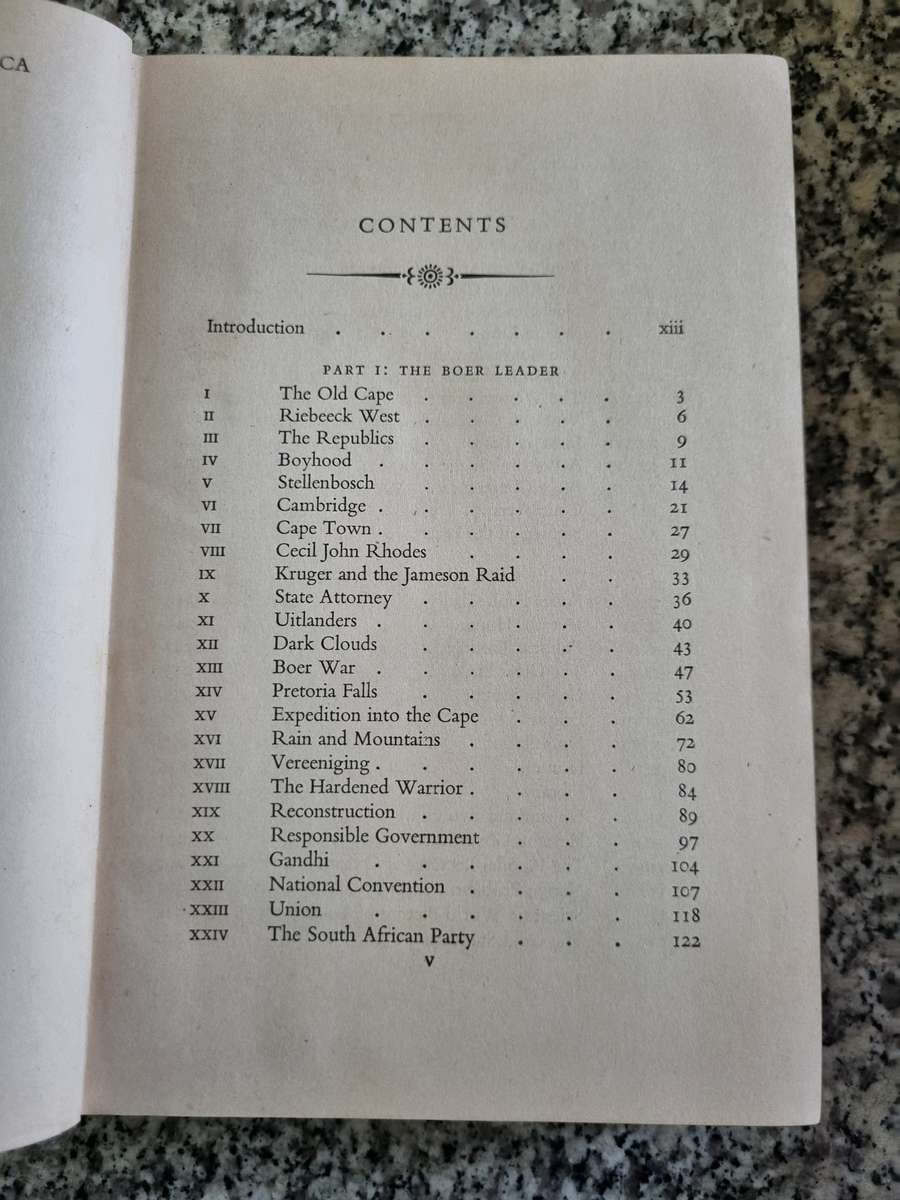 CA
CONTENTS
Introduction . . . . . . . xiii
PART I: THE BOER LEADER
I The Old Cape . . . . . 3
II Riebeeck West . . . . . 6
III The Republics . . . . . 9
IV Boyhood . . . . . . 11
V Stellenbosch . . . . . 14
VI Cambridge . . . . . . 21
VII Cape Town . . . . . . 27
VIII Cecil John Rhodes . . . . 29
IX Kruger and the Jameson Raid . . 33
X State Attorney . . . . . 36
XI Uitlanders . . . . . . 40
XII Dark Clouds . . . . . 43
XIII Boer War . . . . . . 47
XIV Pretoria Falls . . . . . 53
XV Expedition into the Cape . . . 62
XVI Rain and Mountains . . . . 72
XVII Vereeniging . . . . . . 80
XVIII The Hardened Warrior . . . . 84
XIX Reconstruction . . . . . 89
XX Responsible Government . . . 97
XXI Gandhi . . . . . . 104
XXII National Convention . . . . 107
XXIII Union . . . . . . 118
XXIV The South African Party . . . 122
v